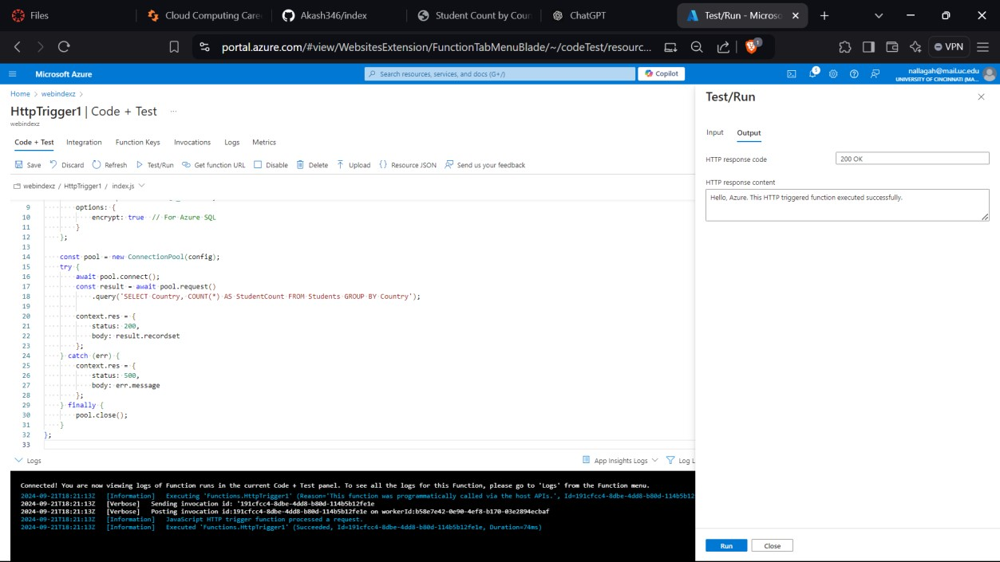 Files
Cloud Computing Care
Akash346/index
Student Count by Coun
ChatGPT
Test/Run - Microso
portal.azure.com/#view/WebsitesExtension/FunctionTabMenuBlade/~/codeTest/resourc...
1
VPN
Microsoft Azure
Search resources, services, and docs (G+/)
Copilot
5
nallagah@mail.uc.edu
UNIVERSITY OF CINCINNATI (MA...
Home > webindexz >
HttpTrigger1 | Code + Test ...
webindexz
Code + Test Integration Function Keys Invocations Logs Metrics
Save Discard Refresh Test/Run Get function URL Disable Delete Upload Resource JSON Send us your feedback
webindexz / HttpTrigger1 / index.js
9 options: {
10 encrypt: true // For Azure SQL
11 }
12 };
13
14 const pool = new ConnectionPool(config);
15 try {
16 await pool.connect();
17 const result = await pool.request()
18 .query('SELECT Country, COUNT(*) AS StudentCount FROM Students GROUP BY Country');
19
20 context.res = {
21 status: 200,
22 body: result.recordset
23 };
24 } catch (err) {
25 context.res = {
26 status: 500,
27 body: err.message
28 };
29 } finally {
30 pool.close();
31 }
32 };
33
Logs
App Insights Logs
Log L
Connected! You are now viewing logs of Function runs in the current Code + Test panel. To see all the logs for this Function, please go to 'Logs' from the Function menu.
2024-09-21T18:21:13Z [Information] Executing 'Functions.HttpTrigger1' (Reason='This function was programmatically called via the host APIs.', Id=191cfcc4-8dbe-4dd8-b80d-114b5b12
2024-09-21T18:21:13Z [Verbose] Sending invocation id: '191cfcc4-8dbe-4dd8-b80d-114b5b12fe1e
2024-09-21T18:21:13Z [Verbose] Posting invocation id:191cfcc4-8dbe-4dd8-b80d-114b5b12fe1e on workerId:b58e7e42-0e90-4ef8-b170-03e2894ecbaf
2024-09-21T18:21:13Z [Information] JavaScript HTTP trigger function processed a request.
2024-09-21T18:21:13Z [Information] Executed 'Functions.HttpTrigger1' (Succeeded, Id=191cfcc4-8dbe-4dd8-b80d-114b5b12fe1e, Duration=74ms)
Test/Run
Input Output
HTTP response code
200 OK
HTTP response content
Hello, Azure. This HTTP triggered function executed successfully.
Run Close